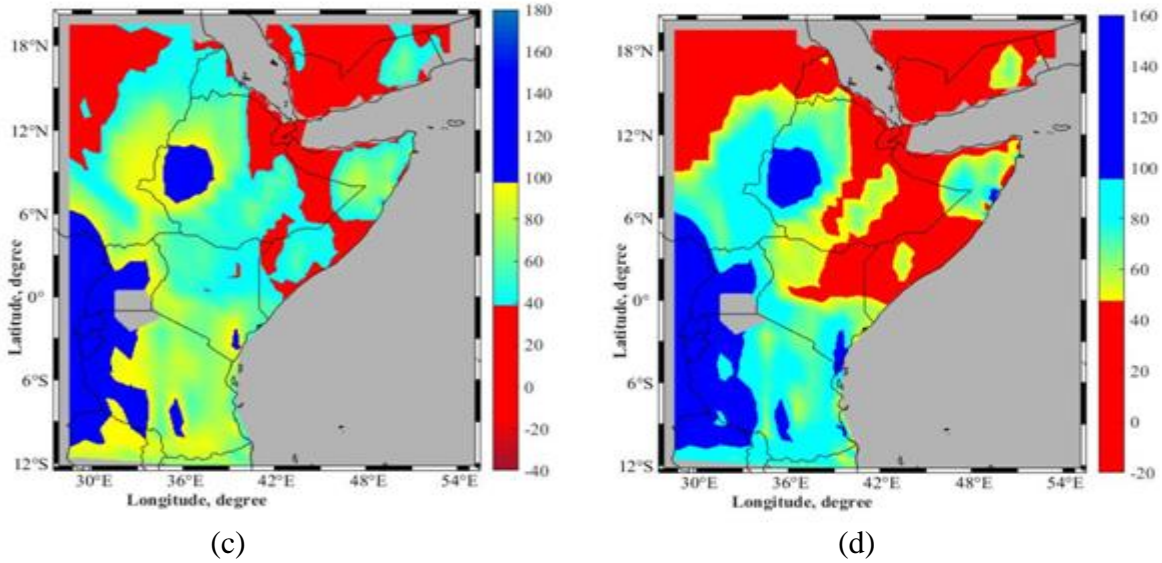 180
160
140
120
100
80
60
40
20
0
-20
-40
18°N
12°N
6°N
0°
6°S
12°S
Latitude, degree
30°E 36°E 42°E 48°E 54°E
Longitude, degree
(c)
160
140
120
100
80
60
40
20
0
-20
18°N
12°N
6°N
0°
6°S
12°S
Latitude, degree
30°E 36°E 42°E 48°E 54°E
Longitude, degree
(d)